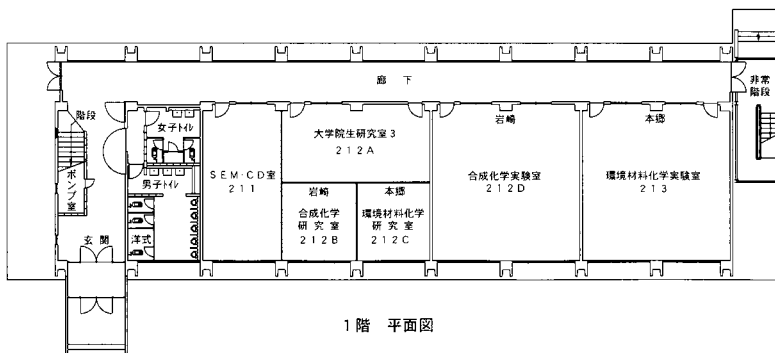 廊下
非常
階段
階段
女子トイレ
ポンプ室
男子トイレ
洋式
玄関
SEM・CD室
211
大学院生研究室3
212A
岩崎
合成化学
研究室
212B
本郷
環境材料化学
研究室
212C
岩崎
合成化学実験室
212D
本郷
環境材料化学実験室
213
1階 平面図